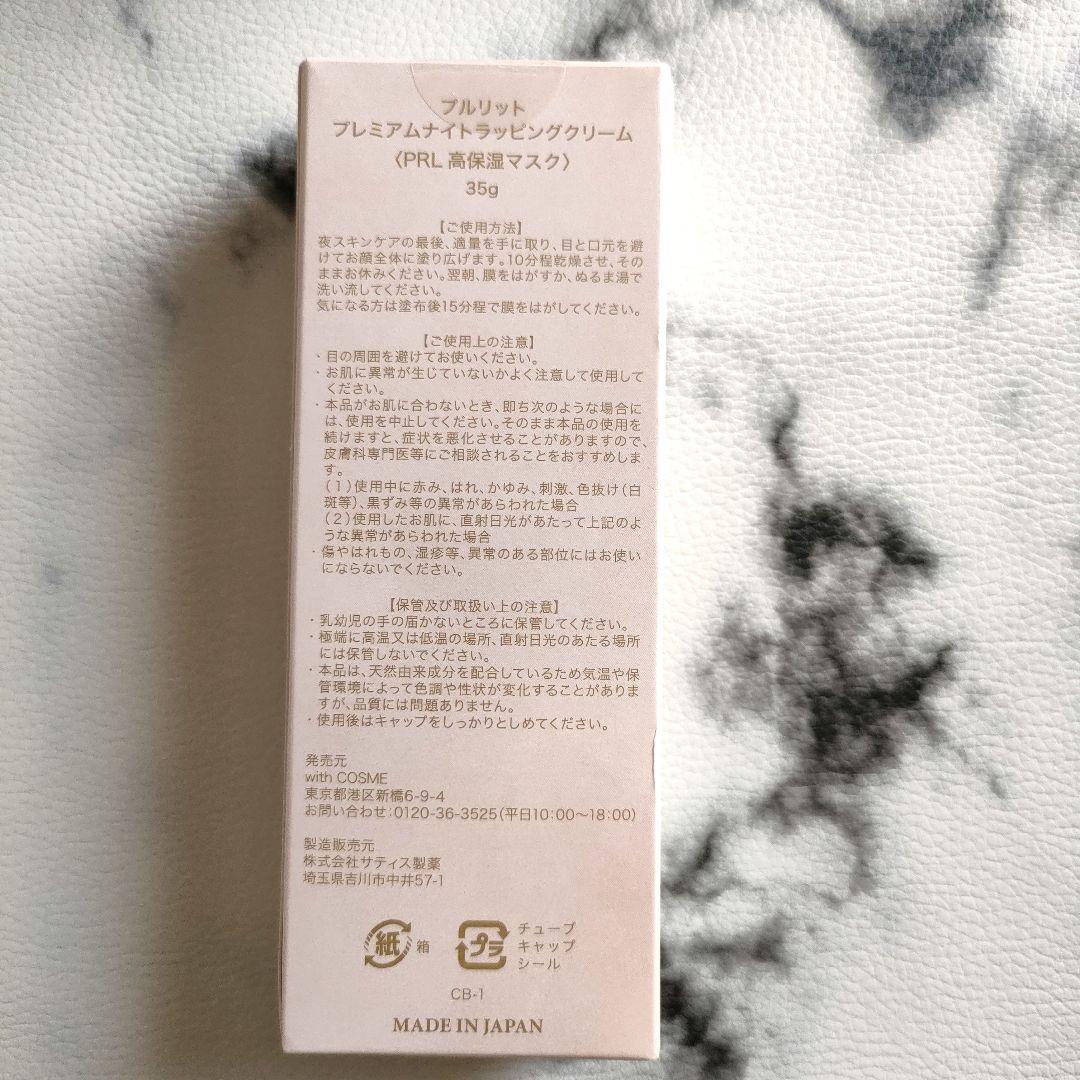 プルリット
プレミアムナイトラッピングクリーム
〈PRL 高保湿マスク〉
35g
【ご使用方法】
夜スキンケアの最後、適量を手に取り、目と口元を避
けてお顔全体に塗り広げます。10分程乾燥させ、その
ままお休みください。翌朝、膜をはがすか、ぬるま湯で
洗い流してください。
気になる方は塗布後15分程で膜をはがしてください。
【ご使用上の注意】
・目の周囲を避けてお使いください。
・お肌に異常が生じていないかよく注意して使用して
ください。
・本品がお肌に合わないとき、即ち次のような場合に
は、使用を中止してください。そのまま本品の使用を
続けますと、症状を悪化させることがありますので、
皮膚科専門医等にご相談されることをおすすめしま
す。
(1)使用中に赤み、はれ、かゆみ、刺激、色抜け(白
斑等)、黒ずみ等の異常があらわれた場合
(2)使用したお肌に、直射日光があたって上記のよ
うな異常があらわれた場合
・傷やはれもの、湿疹等、異常のある部位にはお使い
にならないでください。
【保管及び取扱い上の注意】
・乳幼児の手の届かないところに保管してください。
・極端に高温又は低温の場所、直射日光のあたる場所
には保管しないでください。
・本品は、天然由来成分を配合しているため気温や保
管環境によって色調や性状が変化することがありま
すが、品質には問題ありません。
・使用後はキャップをしっかりとしめてください。
発売元
with COSME
東京都港区新橋6-9-4
お問い合わせ:0120-36-3525(平日10:00〜18:00)
製造販売元
株式会社サティス製薬
埼玉県吉川市中井57-1
紙 箱
プラ チューブ
キャップ
シール
CB-1
MADE IN JAPAN